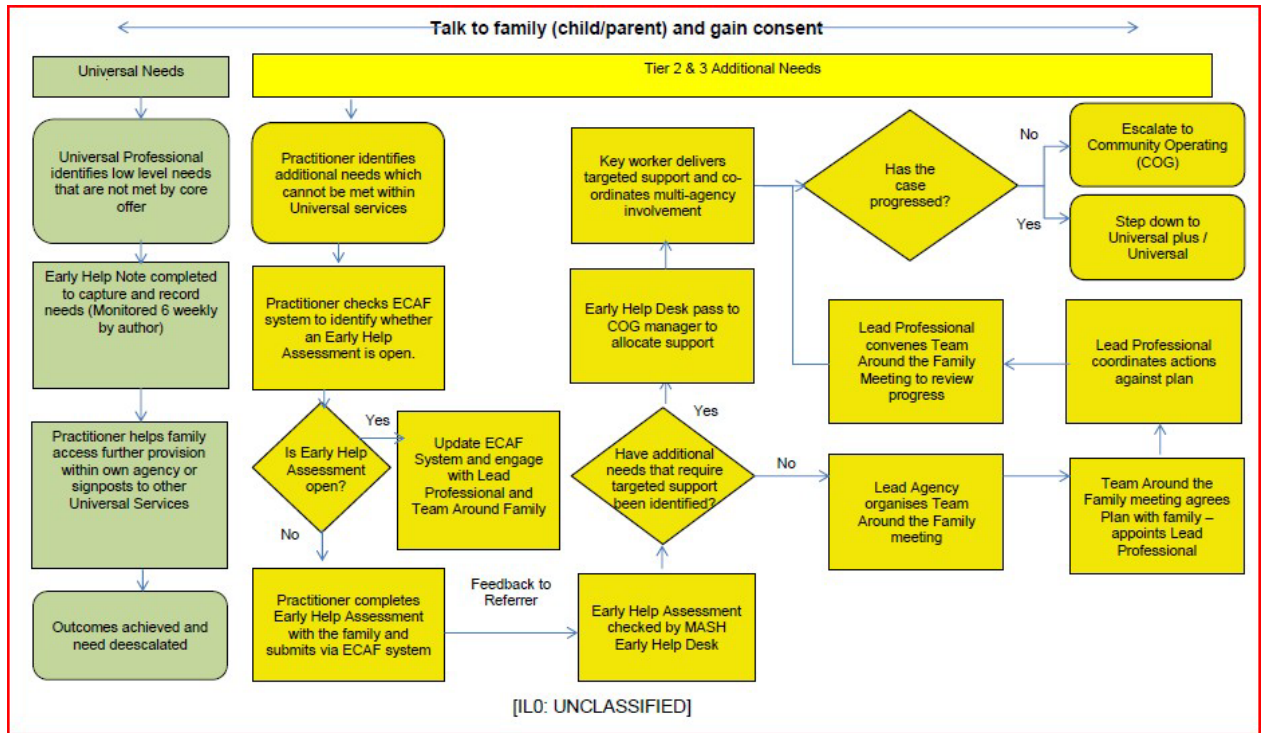 Talk to family (child/parent) and gain consent
Universal Needs
Tier 2 & 3 Additional Needs
Universal Professional
identifies low level needs
that are not met by core
offer
Early Help Note completed
to capture and record
needs (Monitored 6 weekly
by author)
Practitioner helps family
access further provision
within own agency or
signposts to other
Universal Services
Outcomes achieved and
need deescalated
Practitioner identifies
additional needs which
cannot be met within
Universal services
Practitioner checks ECAF
system to identify whether
an Early Help
Assessment is open.
Is Early Help
Assessment
open?
Yes
Update ECAF
System and engage
with Lead
Professional and
Team Around Family
No
Practitioner completes
Early Help Assessment
with the family and
submits via ECAF system
Feedback to
Referrer
Early Help Assessment
checked by MASH
Early Help Desk
Have additional
needs that require
targeted support
been identified?
Yes
Early Help Desk pass to
COG manager to
allocate support
Key worker delivers
targeted support and co-
ordinates multi-agency
involvement
No
Lead Agency
organises Team
Around the Family
meeting
Team Around the
Family meeting agrees
Plan with family –
appoints Lead
Professional
Lead Professional
coordinates actions
against plan
Lead Professional
convenes Team
Around the Family
Meeting to review
progress
Has the
case
progressed?
No
Escalate to
Community Operating
(COG)
Yes
Step down to
Universal plus /
Universal
[IL0: UNCLASSIFIED]